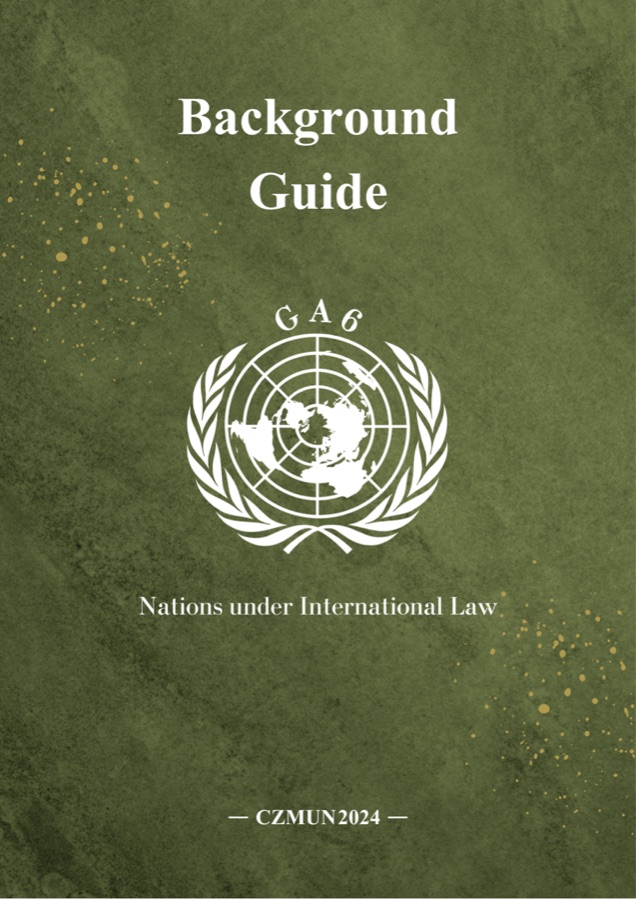 Background
Guide
GA6
Nations under International Law
— CZMUN2024 —